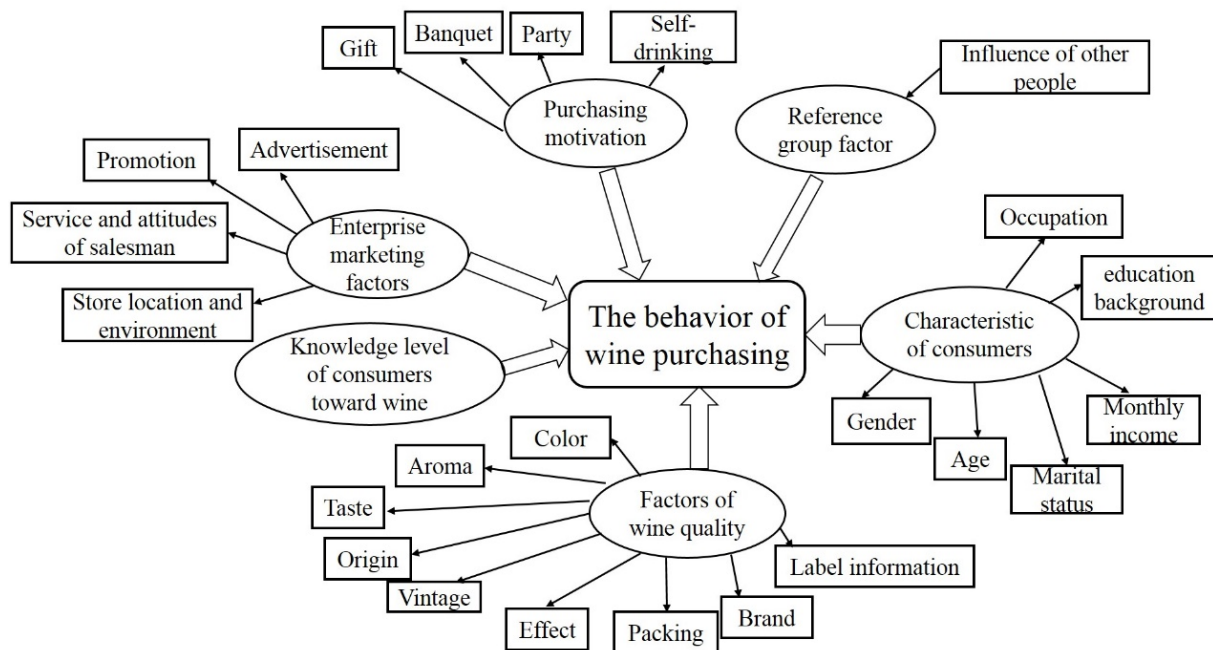 Gift
Banquet
Party
Self-
drinking
Purchasing
motivation
Influence of other
people
Reference
group factor
Promotion
Advertisement
Service and attitudes
of salesman
Enterprise
marketing
factors
Store location and
environment
Knowledge level
of consumers
toward wine
The behavior of
wine purchasing
Occupation
education
background
Characteristic
of consumers
Gender
Age
Marital
status
Monthly
income
Color
Aroma
Taste
Origin
Vintage
Effect
Packing
Brand
Label information
Factors of
wine quality